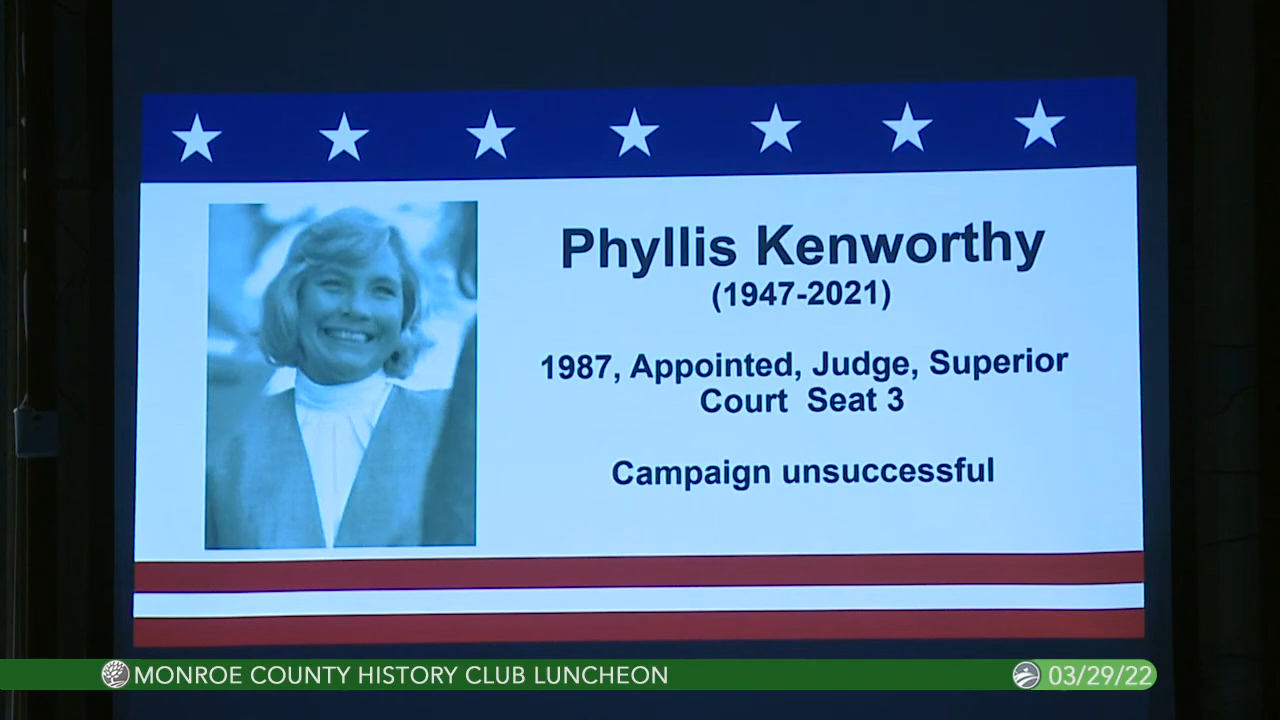 Phyllis Kenworthy
(1947-2021)
1987, Appointed, Judge, Superior
Court Seat 3
Campaign unsuccessful
MONROE COUNTY HISTORY CLUB LUNCHEON
03/29/22